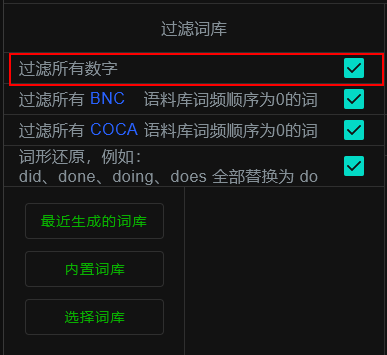 过滤词库
过滤所有数字
过滤所有 BNC 语料库词频顺序为0的词
过滤所有 COCA 语料库词频顺序为0的词
词形还原，例如：
did、done、doing、does 全部替换为 do
最近生成的词库
内置词库
选择词库